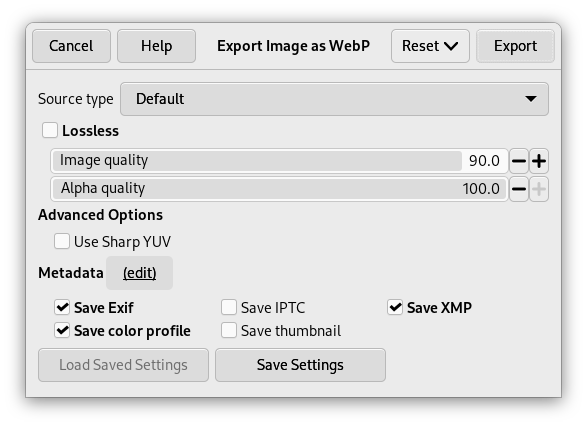 Cancel Help Export Image as WebP Reset Export
Source type Default
Lossless
Image quality 90.0
Alpha quality 100.0
Advanced Options
Use Sharp YUV
Metadata (edit)
Save Exif Save IPTC Save XMP
Save color profile Save thumbnail
Load Saved Settings Save Settings